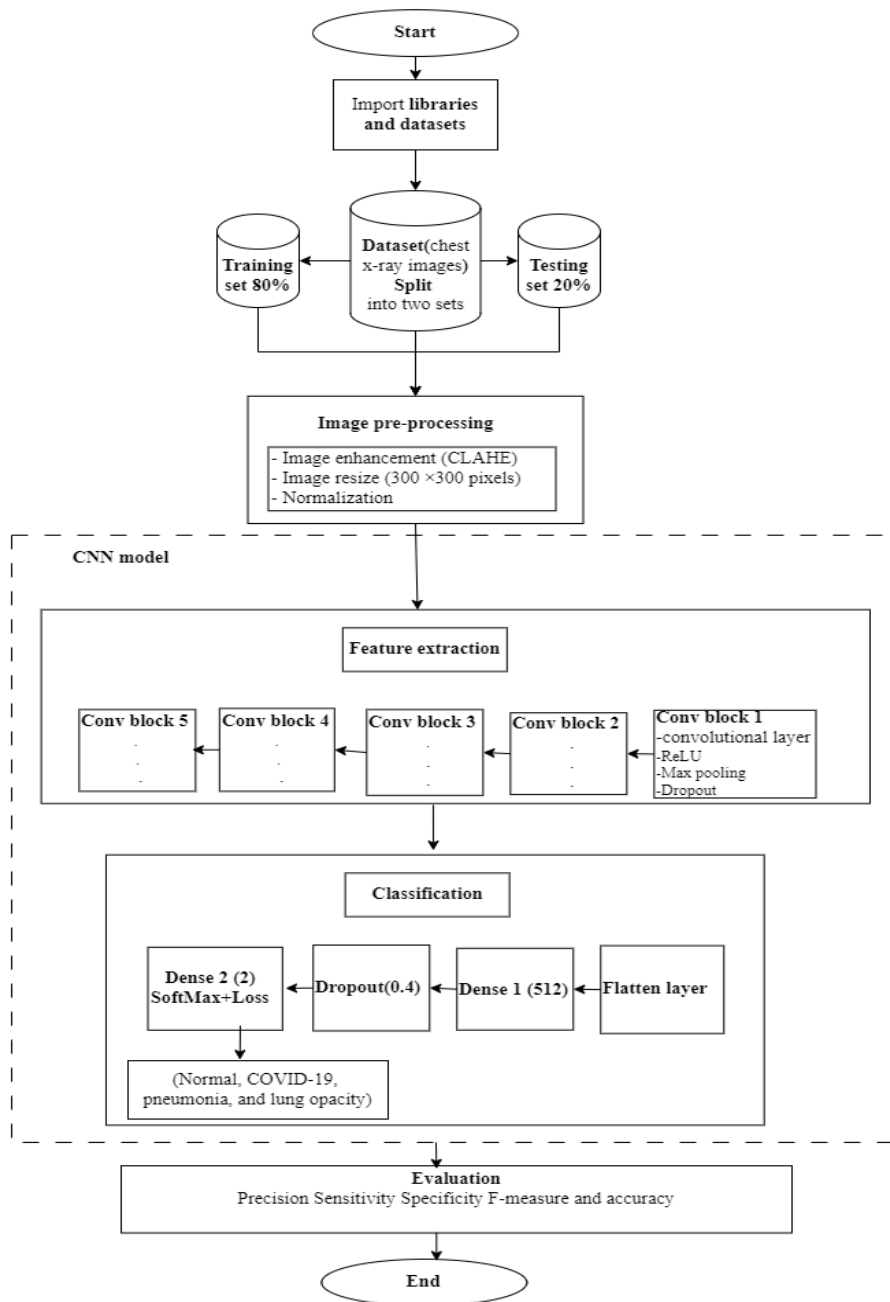 Start
Import libraries
and datasets
Training
set 80%
Dataset(chest
x-ray images)
Split
into two sets
Testing
set 20%
Image pre-processing
- Image enhancement (CLAHE)
- Image resize (300 ×300 pixels)
- Normalization
CNN model
Feature extraction
Conv block 5
.
.
.
Conv block 4
.
.
.
Conv block 3
.
.
.
Conv block 2
.
.
.
Conv block 1
-convolutional layer
-ReLU
-Max pooling
-Dropout
Classification
Dense 2 (2)
SoftMax+Loss
Dropout(0.4)
Dense 1 (512)
Flatten layer
(Normal, COVID-19,
pneumonia, and lung opacity)
Evaluation
Precision Sensitivity Specificity F-measure and accuracy
End